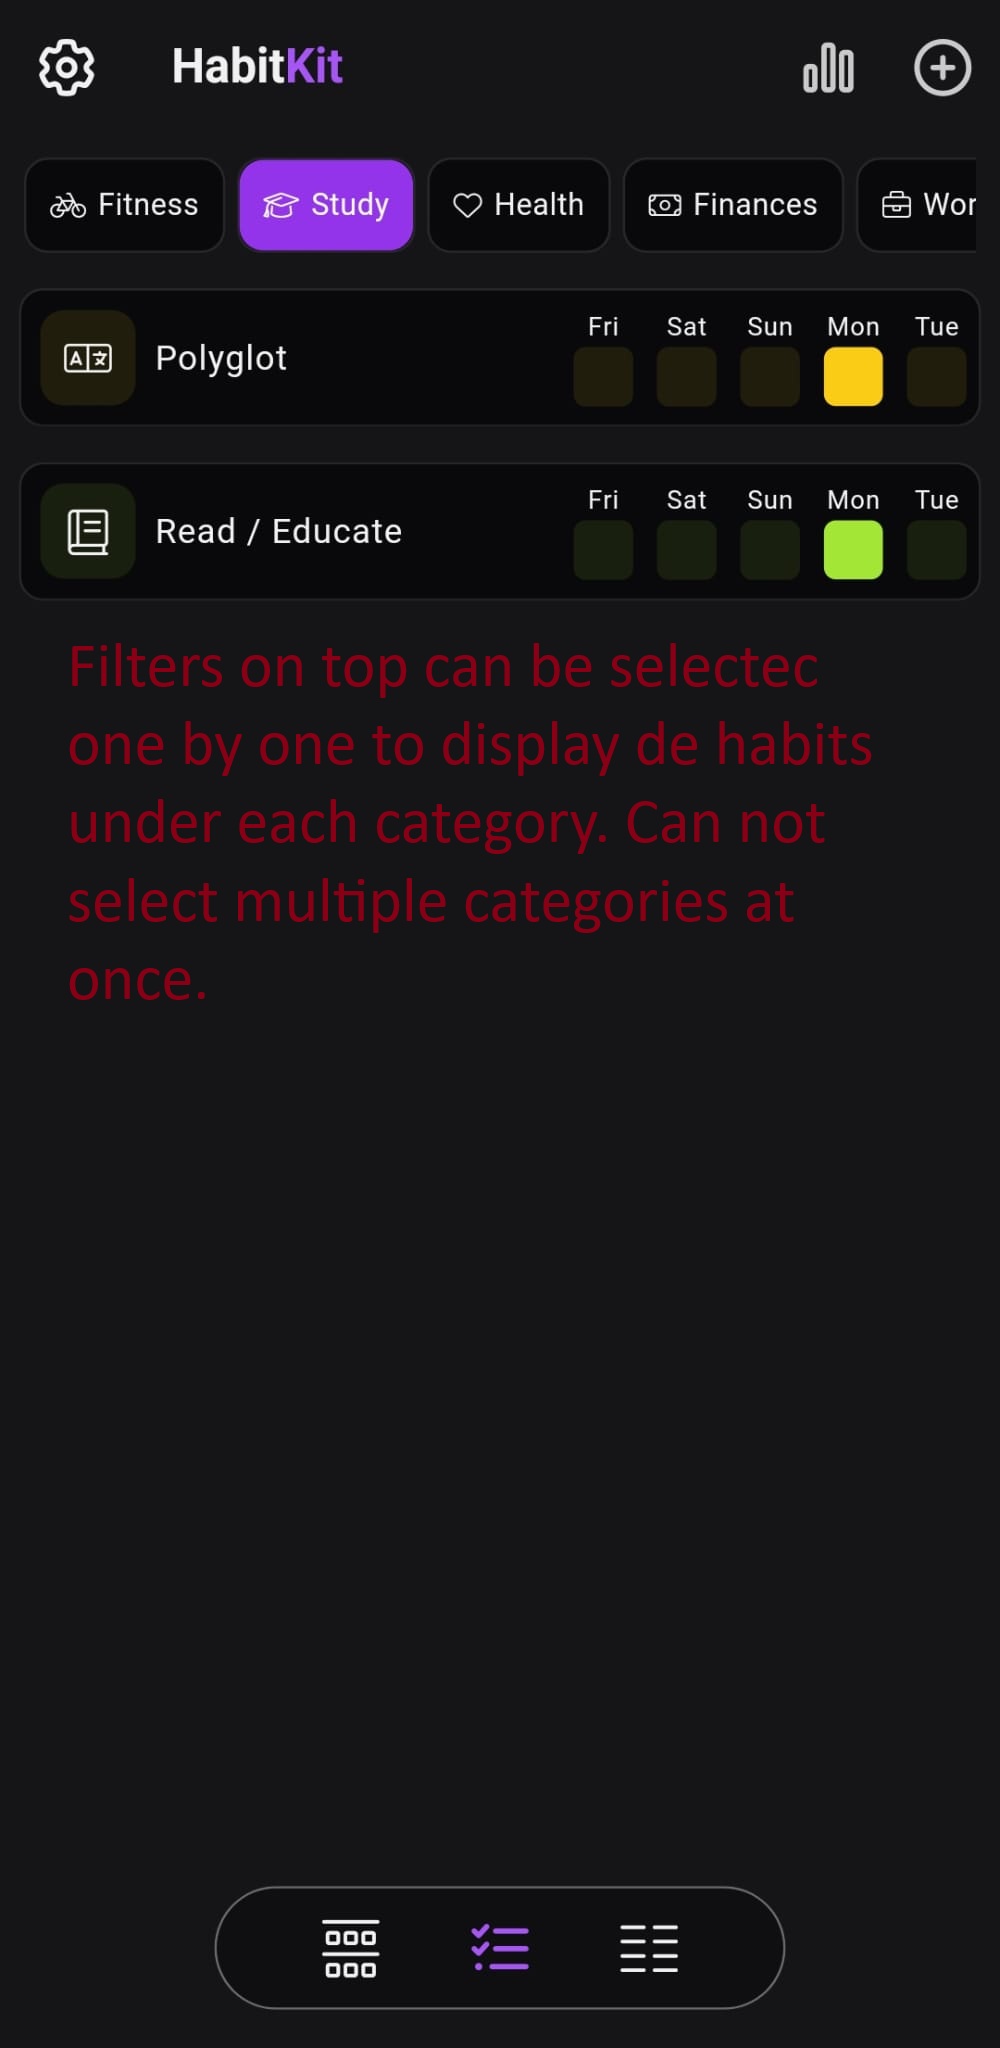 HabitKit
Fitness Study Health Finances Wor
Fri Sat Sun Mon Tue
Polyglot
Fri Sat Sun Mon Tue
Read / Educate
Filters on top can be selectec
one by one to display de habits
under each category. Can not
select multiple categories at
once.